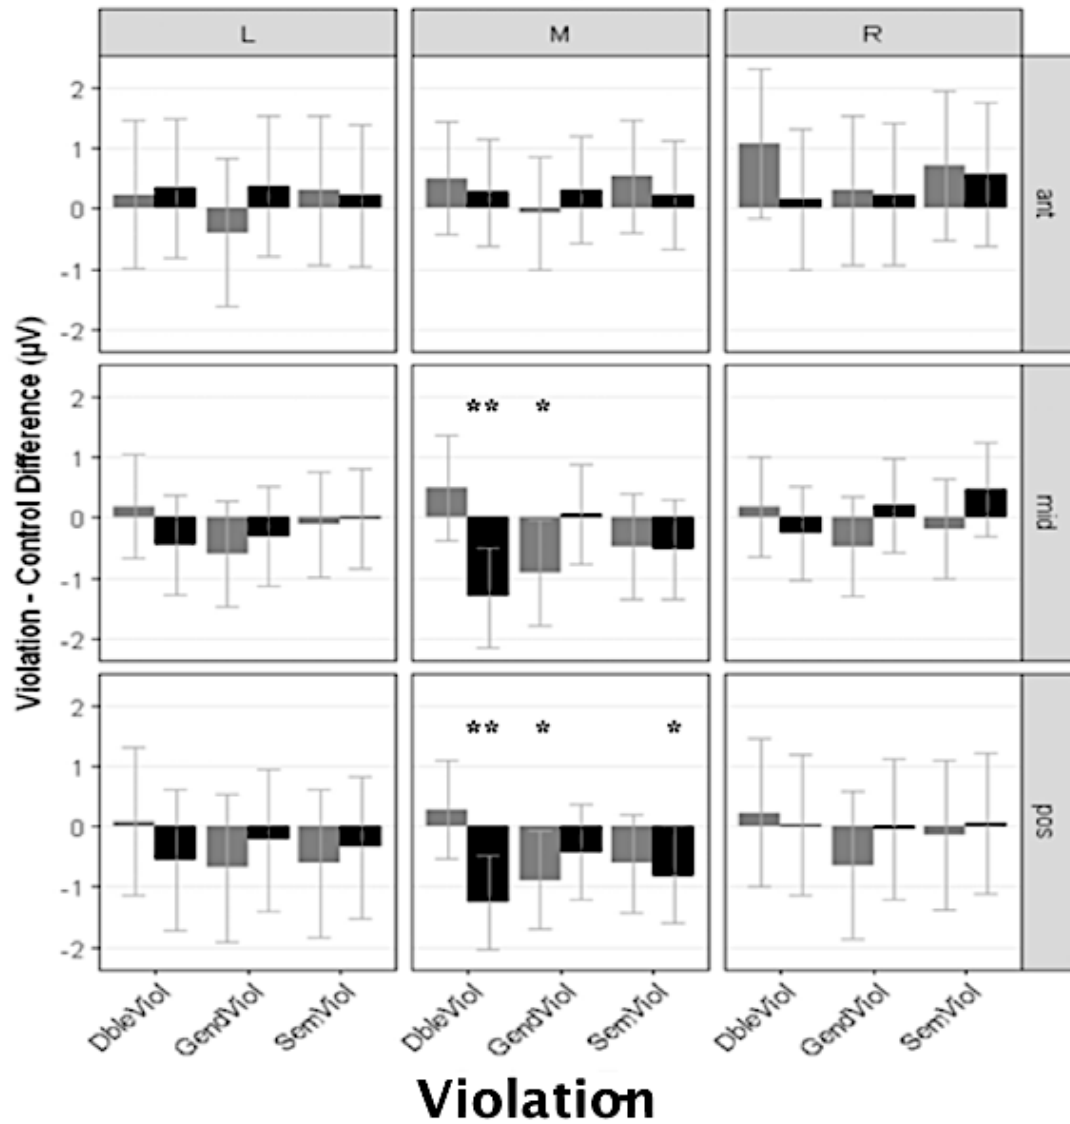 L M R
2
1
0
-1
-2
ant
** *
2
1
0
-1
-2
mid
** * *
2
1
0
-1
-2
pos
Violation - Control Difference (µV)
DbleViol GendViol SemViol DbleViol GendViol SemViol DbleViol GendViol SemViol
Violation